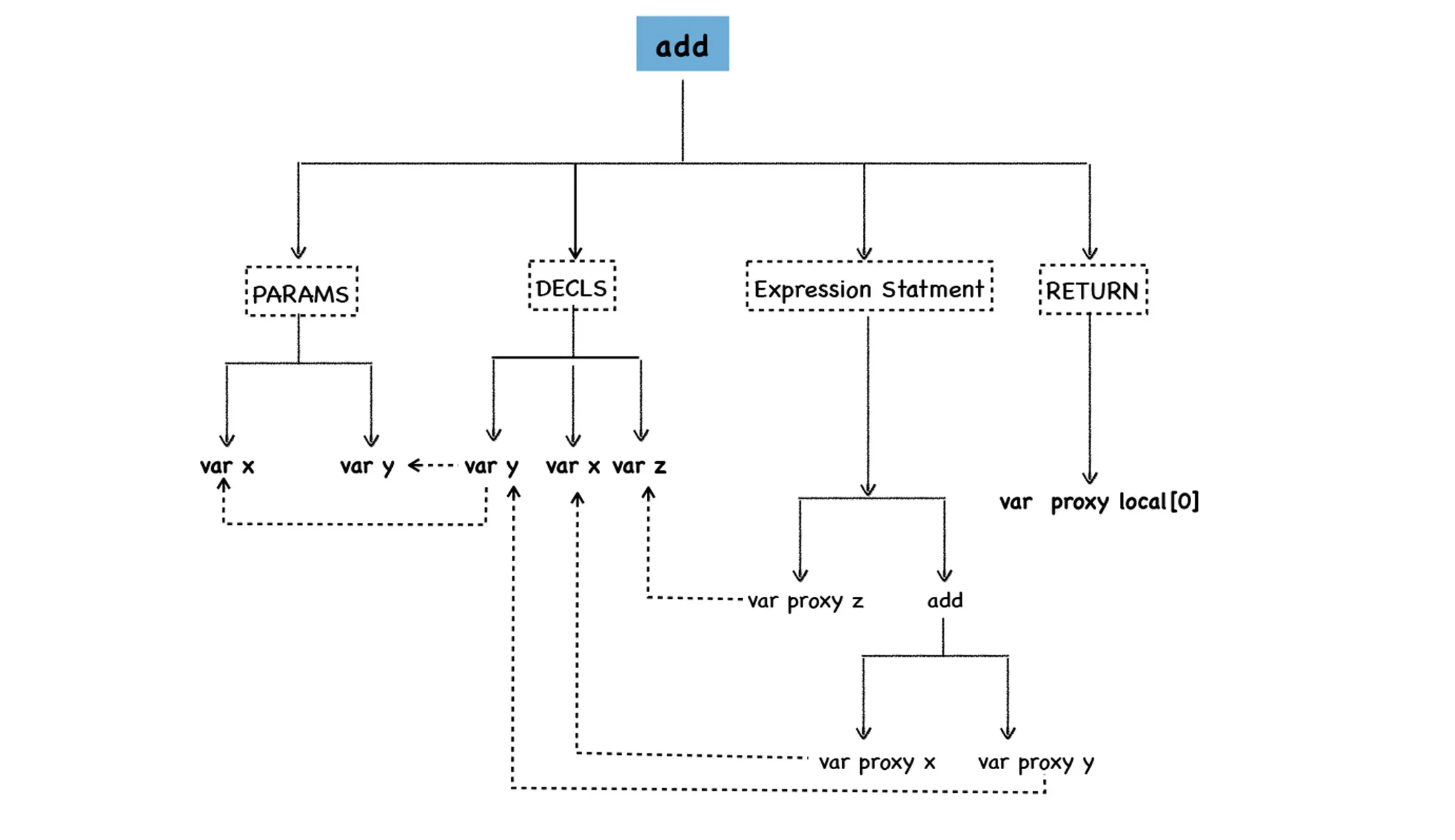 add
PARAMS
DECLS
Expression Statment
RETURN
var x
var y
var y
var x
var z
var proxy local[0]
var proxy z
add
var proxy x
var proxy y